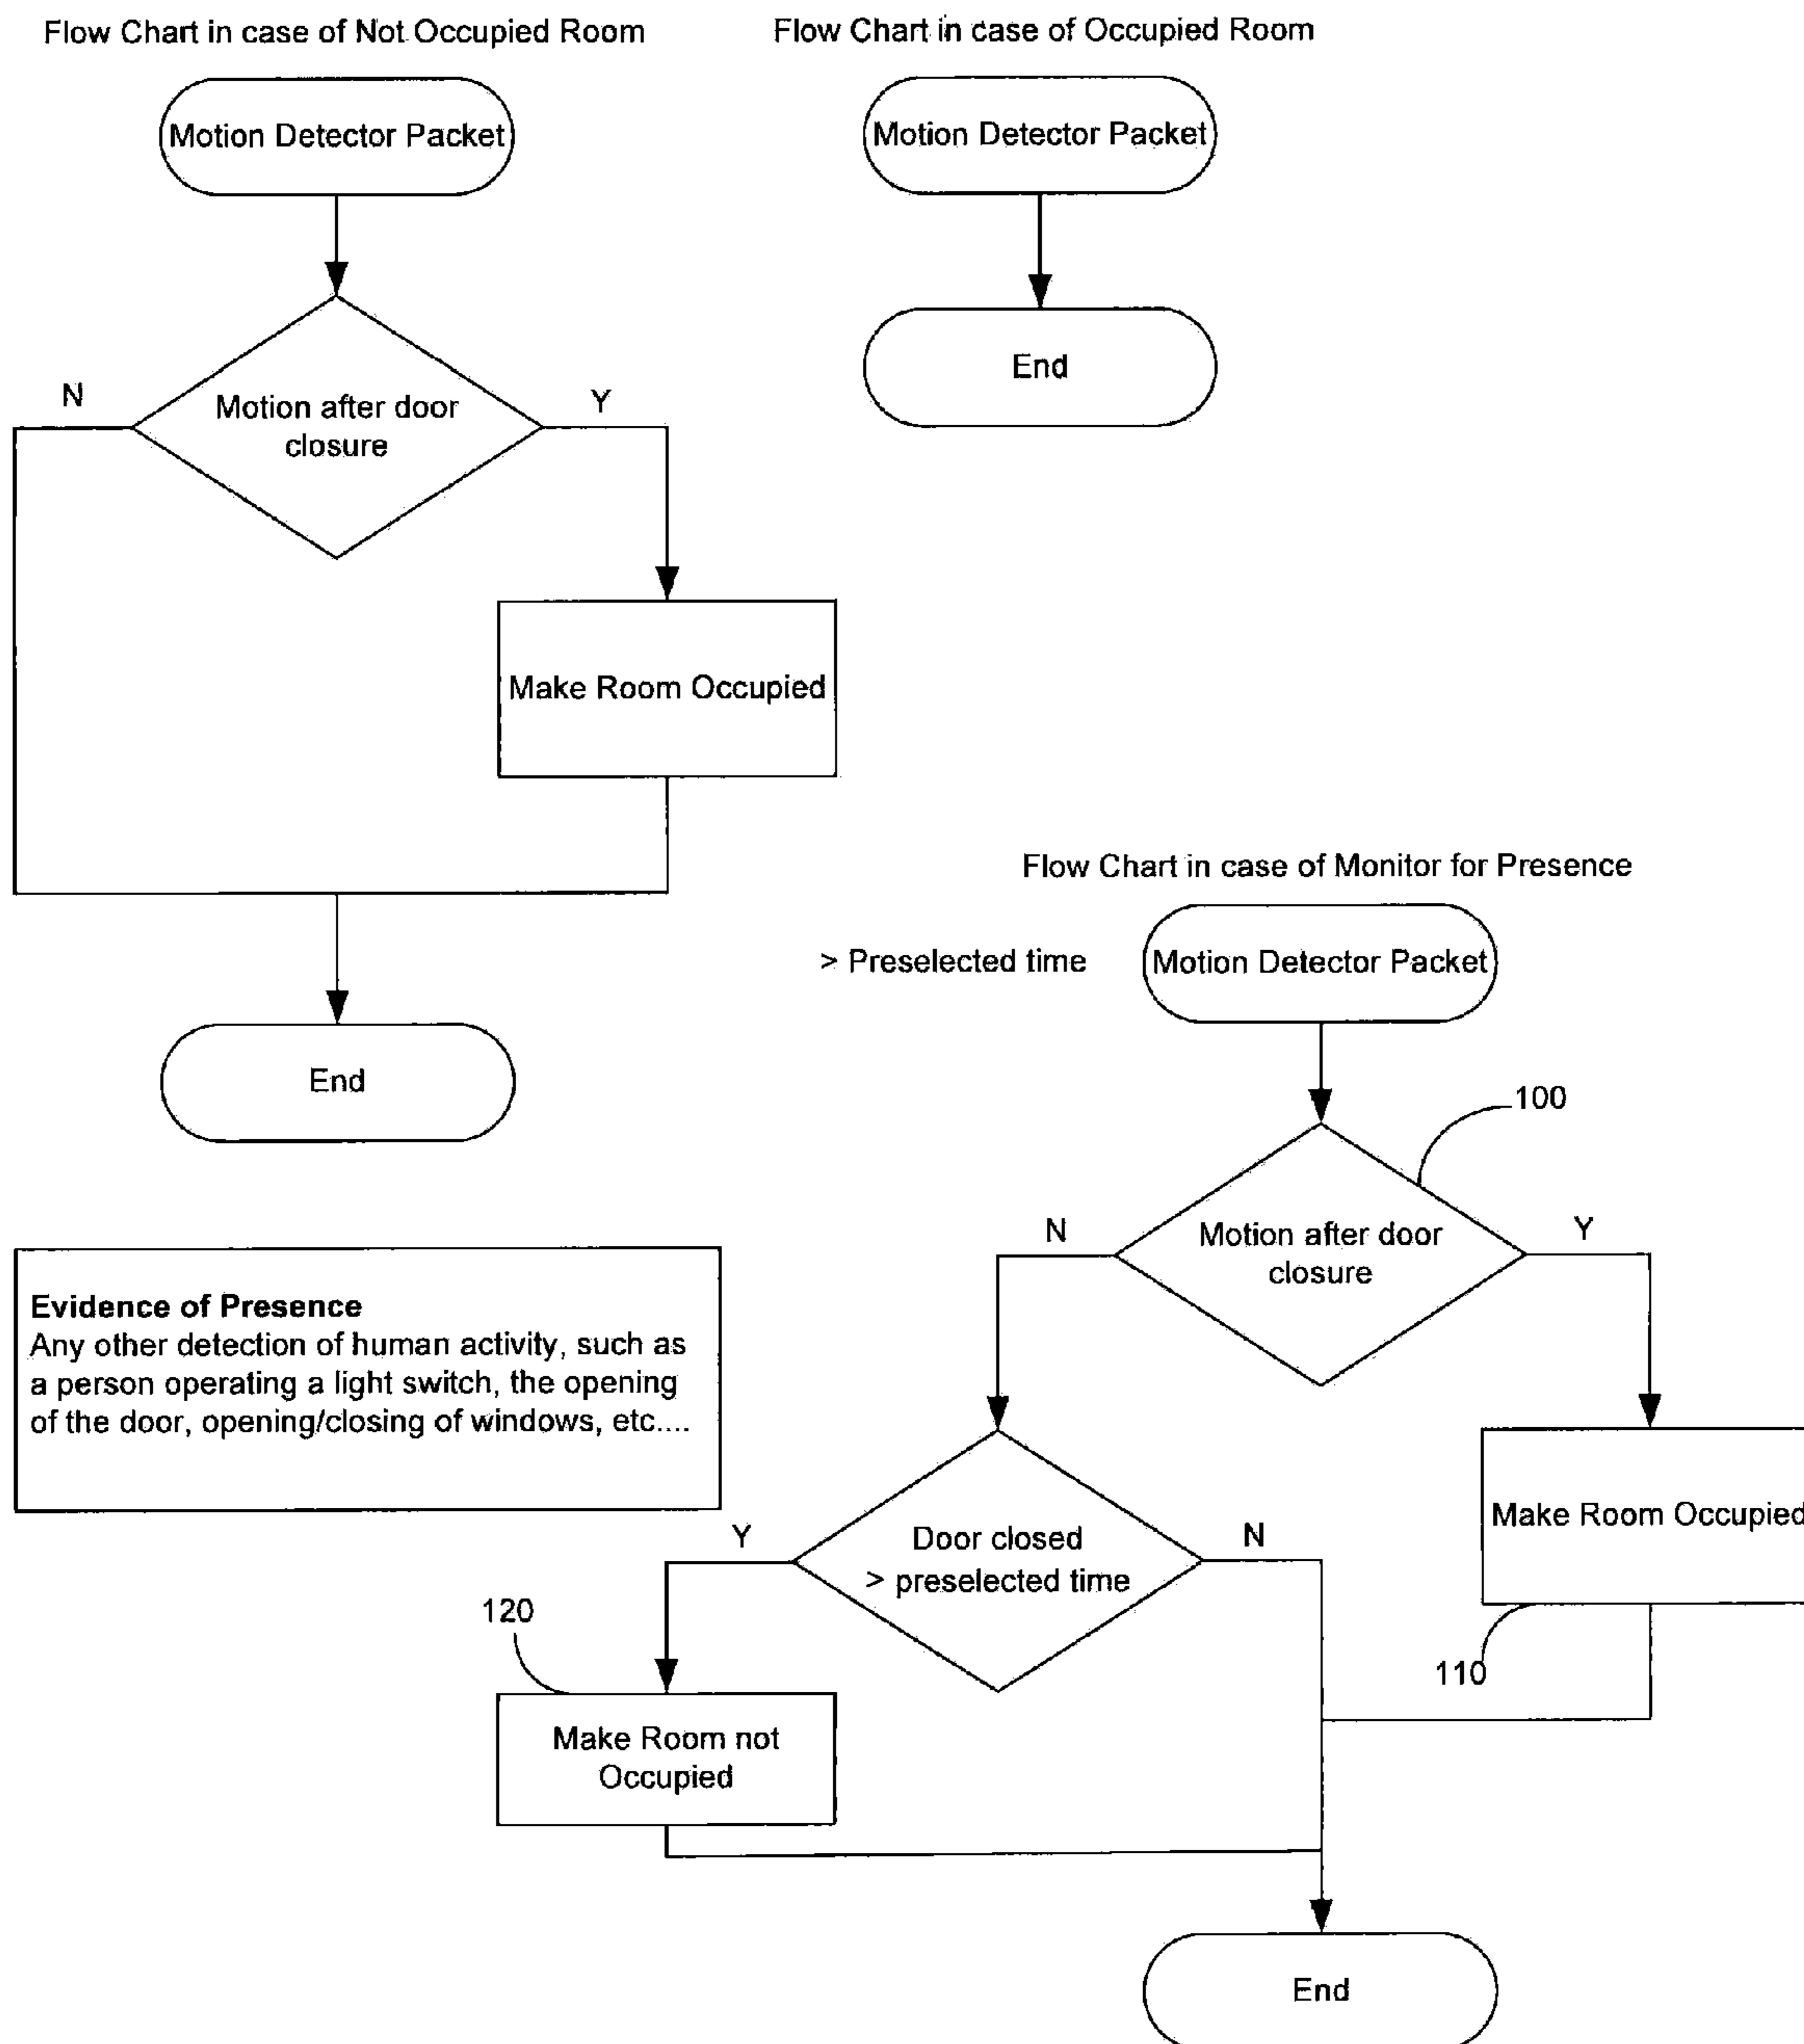 Flow Chart in case of Not Occupied Room
Motion Detector Packet
N
Motion after door
closure
Y
Make Room Occupied
End
Flow Chart in case of Occupied Room
Motion Detector Packet
End
Flow Chart in case of Monitor for Presence
> Preselected time
Motion Detector Packet
100
N
Motion after door
closure
Y
Make Room Occupied
110
Y
Door closed
> preselected time
N
120
Make Room not
Occupied
End
Evidence of Presence
Any other detection of human activity, such as
a person operating a light switch, the opening
of the door, opening/closing of windows, etc....